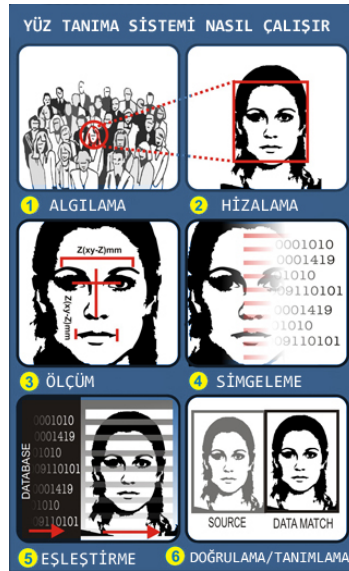 YÜZ TANIMA SİSTEMİ NASIL ÇALIŞIR
1 ALGILAMA
2 HİZALAMA
Z(xy-Z)mm
Z(xy-Z)mm
3 ÖLÇÜM
0001010
0001419
01010
09110101
0001419
01010
09110101
4 SİMGELEME
DATABASE
0001010
0001419
01010
09110101
0001419
01010
09110101
5 EŞLEŞTİRME
SOURCE
DATA MATCH
6 DOĞRULAMA/TANIMLAMA